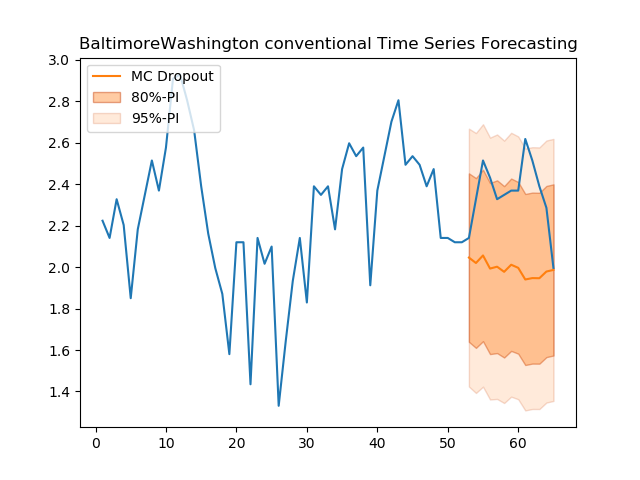 BaltimoreWashington conventional Time Series Forecasting
MC Dropout
80%-PI
95%-PI
3.0
2.8
2.6
2.4
2.2
2.0
1.8
1.6
1.4
0 10 20 30 40 50 60